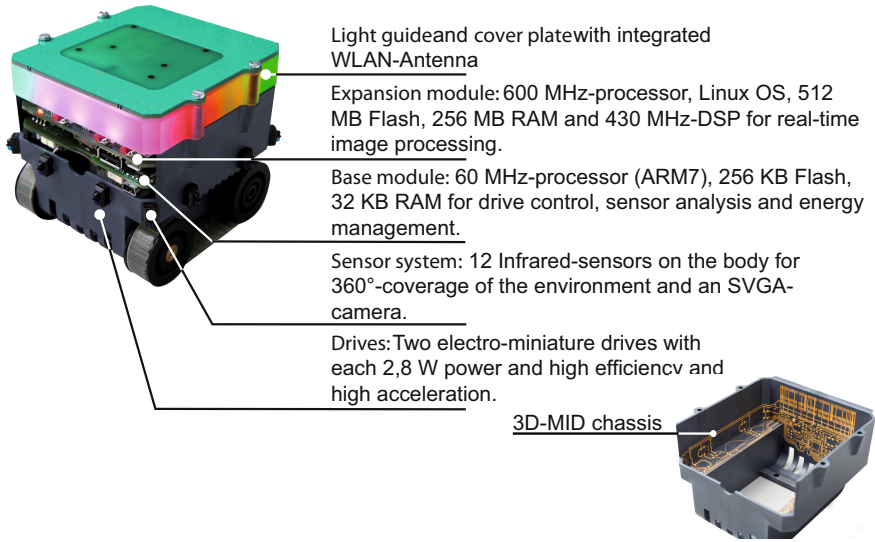 Light guideand cover platewith integrated
WLAN-Antenna
Expansion module: 600 MHz-processor, Linux OS, 512
MB Flash, 256 MB RAM and 430 MHz-DSP for real-time
image processing.
Base module: 60 MHz-processor (ARM7), 256 KB Flash,
32 KB RAM for drive control, sensor analysis and energy
management.
Sensor system: 12 Infrared-sensors on the body for
360°-coverage of the environment and an SVGA-
camera.
Drives:Two electro-miniature drives with
each 2,8 W power and high efficiency and
high acceleration.
3D-MID chassis